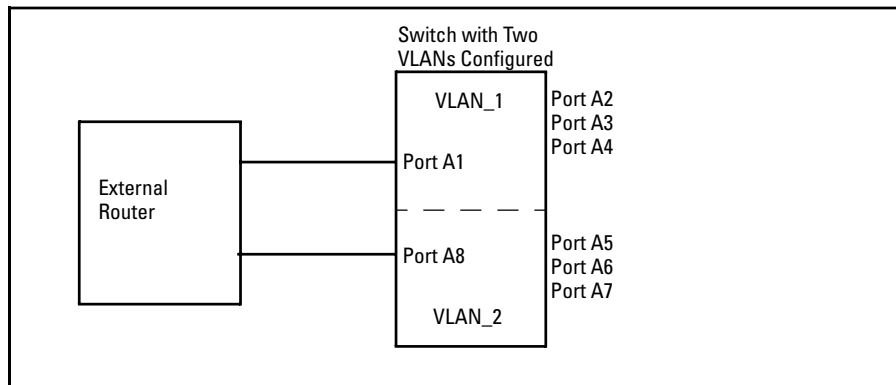 Switch with Two
VLANs Configured
VLAN_1
Port A2
Port A3
Port A4
Port A1
External
Router
Port A8
Port A5
Port A6
Port A7
VLAN_2